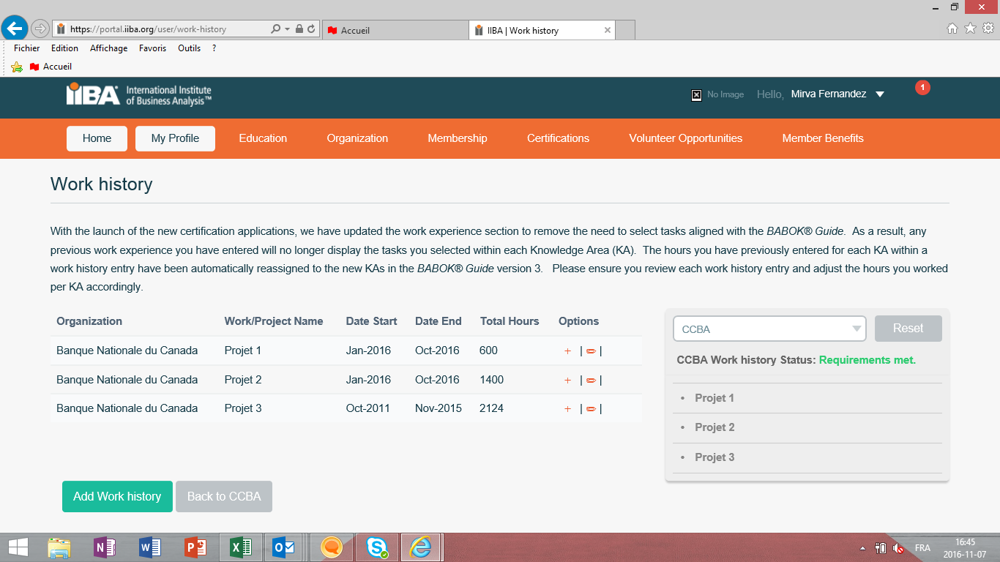 https://portal.iiba.org/user/work-history
Accueil
IIBA | Work history
Fichier Edition Affichage Favoris Outils ?
Accueil
iiBA International Institute of Business Analysis™
No Image Hello, Mirva Fernandez 1
Home My Profile Education Organization Membership Certifications Volunteer Opportunities Member Benefits
Work history
With the launch of the new certification applications, we have updated the work experience section to remove the need to select tasks aligned with the BABOK® Guide. As a result, any
previous work experience you have entered will no longer display the tasks you selected within each Knowledge Area (KA). The hours you have previously entered for each KA within a
work history entry have been automatically reassigned to the new KAs in the BABOK® Guide version 3. Please ensure you review each work history entry and adjust the hours you worked
per KA accordingly.
Organization Work/Project Name Date Start Date End Total Hours Options
Banque Nationale du Canada Projet 1 Jan-2016 Oct-2016 600 + | |
Banque Nationale du Canada Projet 2 Jan-2016 Oct-2016 1400 + | |
Banque Nationale du Canada Projet 3 Oct-2011 Nov-2015 2124 + | |
CCBA Reset
CCBA Work history Status: Requirements met.
• Projet 1
• Projet 2
• Projet 3
Add Work history Back to CCBA
FRA 16:45
2016-11-07